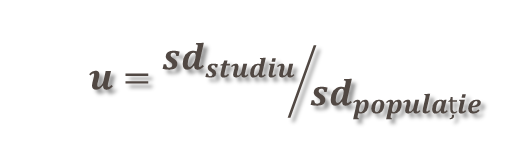 u = sd_studiu / sd_populație